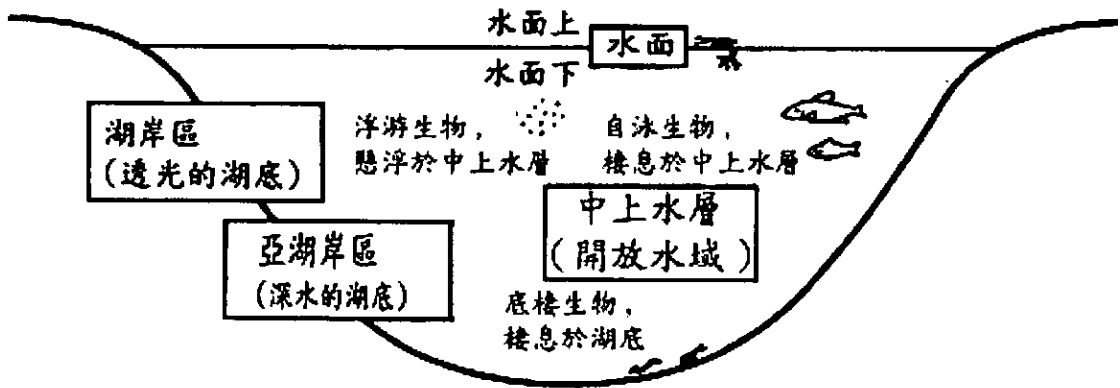 水面上
水面
水面下
湖岸區
(透光的湖底)
浮游生物，
懸浮於中上水層
自泳生物，
棲息於中上水層
中上水層
(開放水域)
亞湖岸區
(深水的湖底)
底棲生物，
棲息於湖底